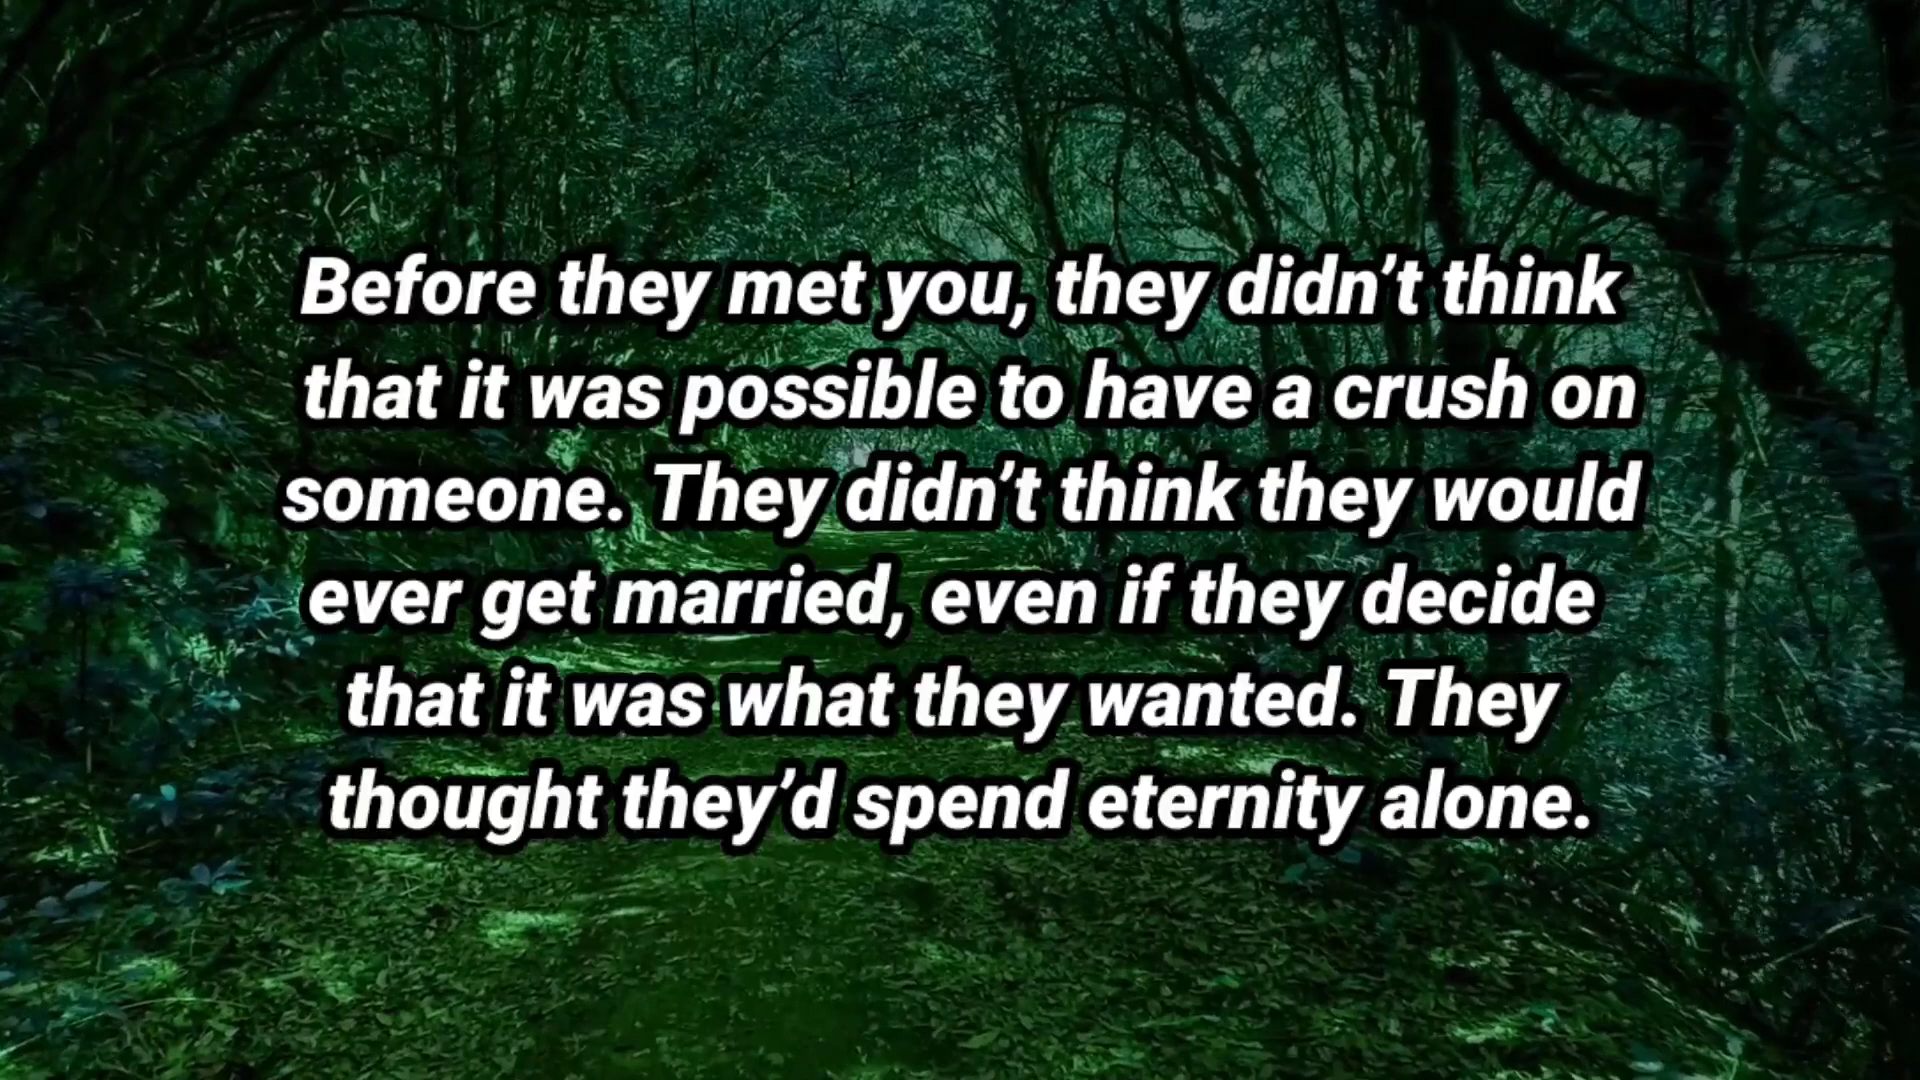 Before they met you, they didn’t think
that it was possible to have a crush on
someone. They didn’t think they would
ever get married, even if they decide
that it was what they wanted. They
thought they’d spend eternity alone.